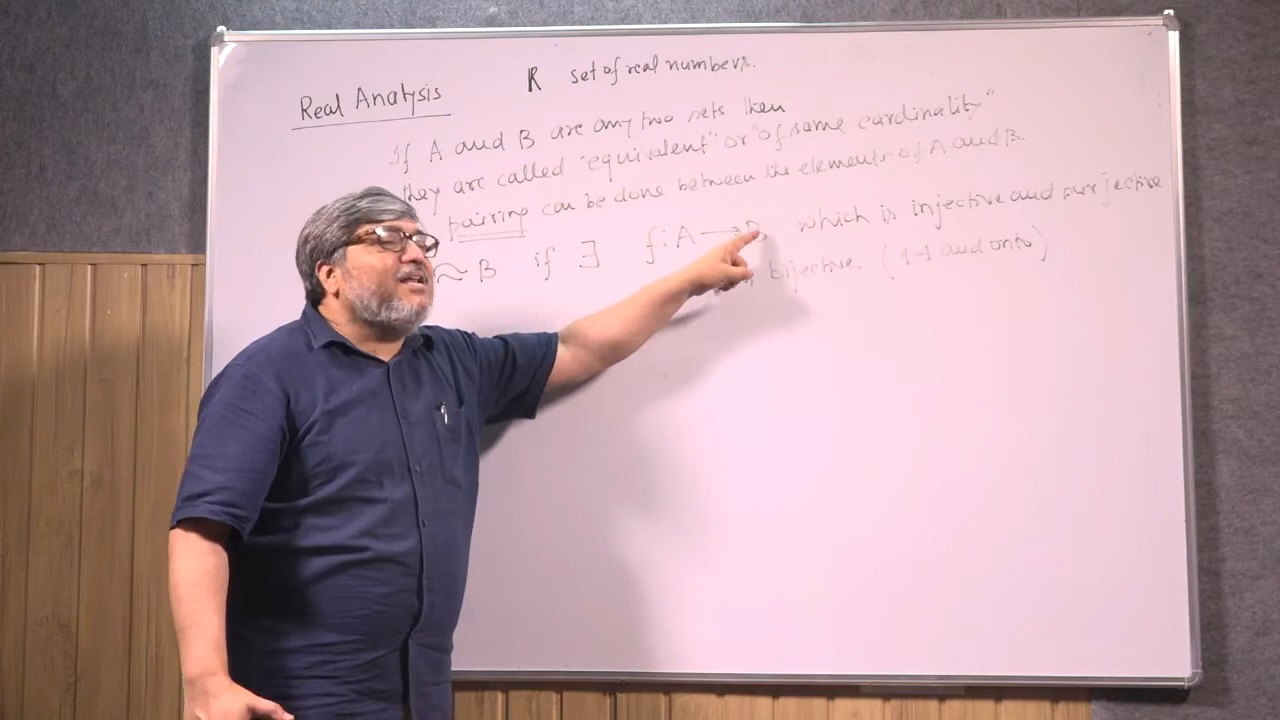 R set of real numbers.
Real Analysis
If A and B are any two sets then
they are called "equivalent" or "of same cardinality"
pairing can be done between the elements of A and B.
~ B if ∃ f: A → B which is injective and surjective
bijective. (1-1 and onto)